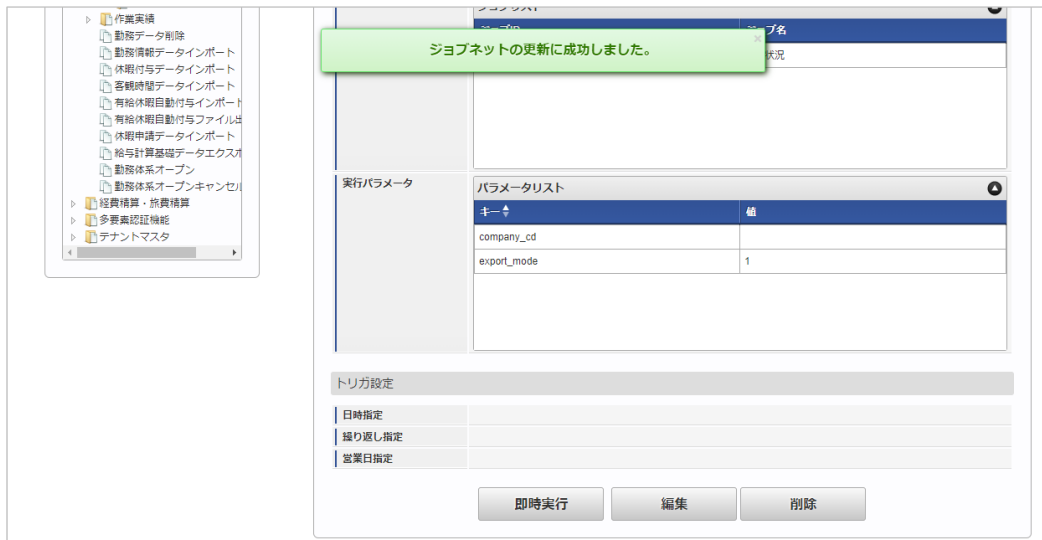 作業実績
勤務データ削除
勤務情報データインポート
休暇付与データインポート
客観時間データインポート
有給休暇自動付与インポート
有給休暇自動付与ファイル出
休暇申請データインポート
給与計算基礎データエクスポ
勤務体系オープン
勤務体系オープンキャンセル
経費精算・旅費精算
多要素認証機能
テナントマスタ
ジョブリスト
ジョブネットの更新に成功しました。
×
ブ名
状況
実行パラメータ
パラメータリスト
キー 値
company_cd
export_mode 1
トリガ設定
日時指定
繰り返し指定
営業日指定
即時実行 編集 削除